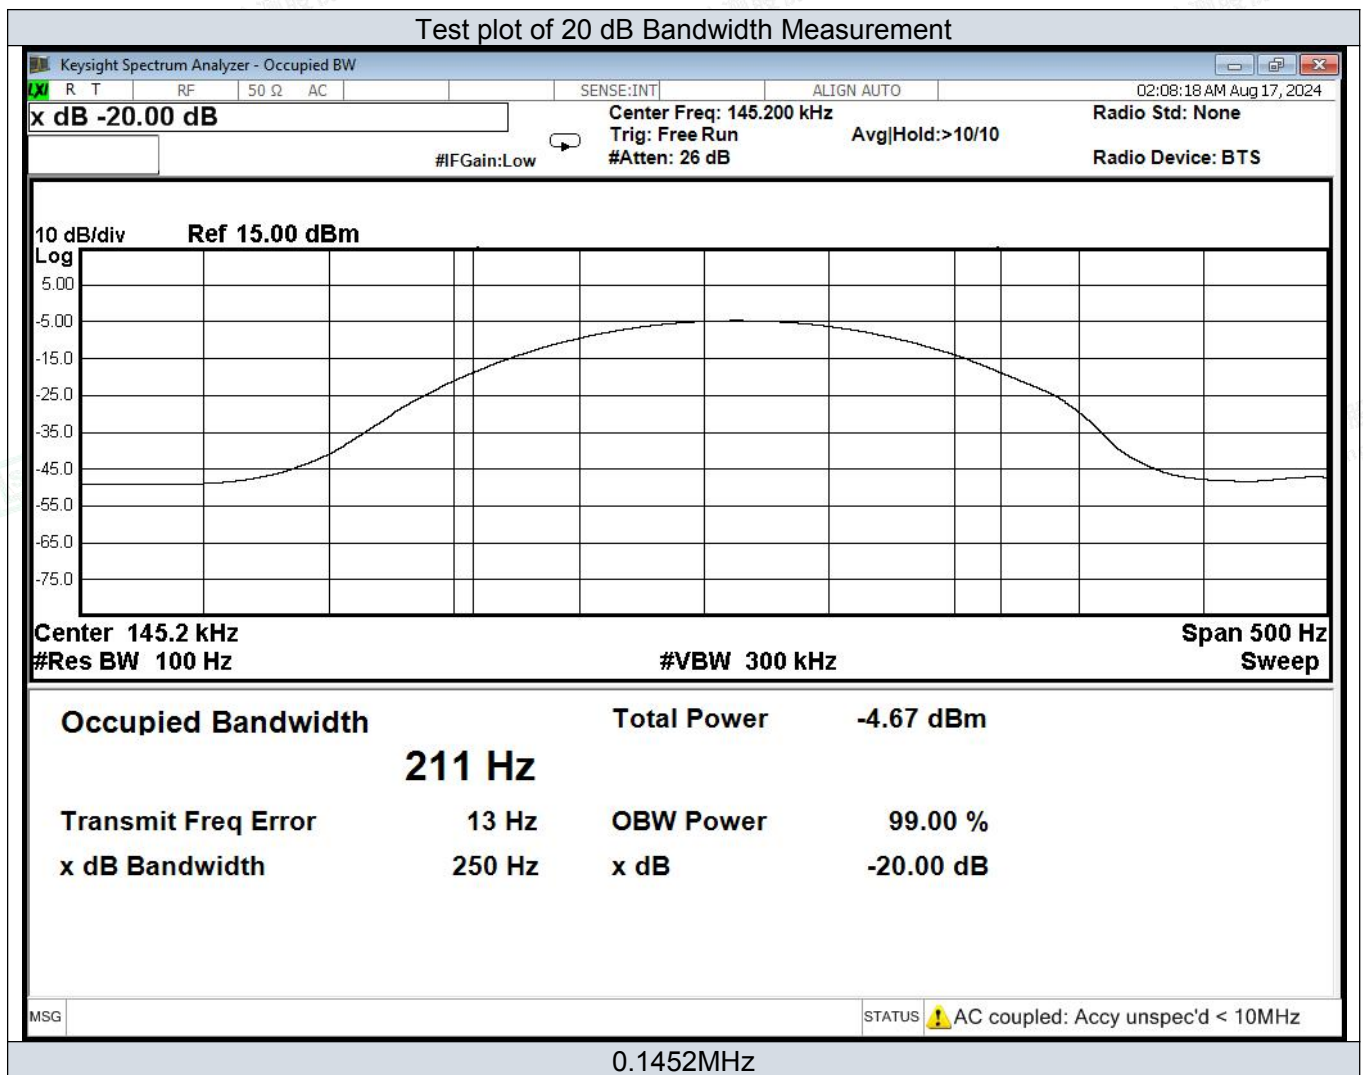 Test plot of 20 dB Bandwidth Measurement
Keysight Spectrum Analyzer - Occupied BW
LXI R T RF 50 Ω AC SENSE:INT ALIGN AUTO 02:08:18 AM Aug 17, 2024
x dB -20.00 dB
Center Freq: 145.200 kHz Radio Std: None
Trig: Free Run Avg|Hold:>10/10
#IFGain:Low #Atten: 26 dB Radio Device: BTS
10 dB/div Ref 15.00 dBm
Log
5.00
-5.00
-15.0
-25.0
-35.0
-45.0
-55.0
-65.0
-75.0
Center 145.2 kHz Span 500 Hz
#Res BW 100 Hz #VBW 300 kHz Sweep
Occupied Bandwidth Total Power -4.67 dBm
211 Hz
Transmit Freq Error 13 Hz OBW Power 99.00 %
x dB Bandwidth 250 Hz x dB -20.00 dB
MSG STATUS AC coupled: Accy unspec'd < 10MHz
0.1452MHz